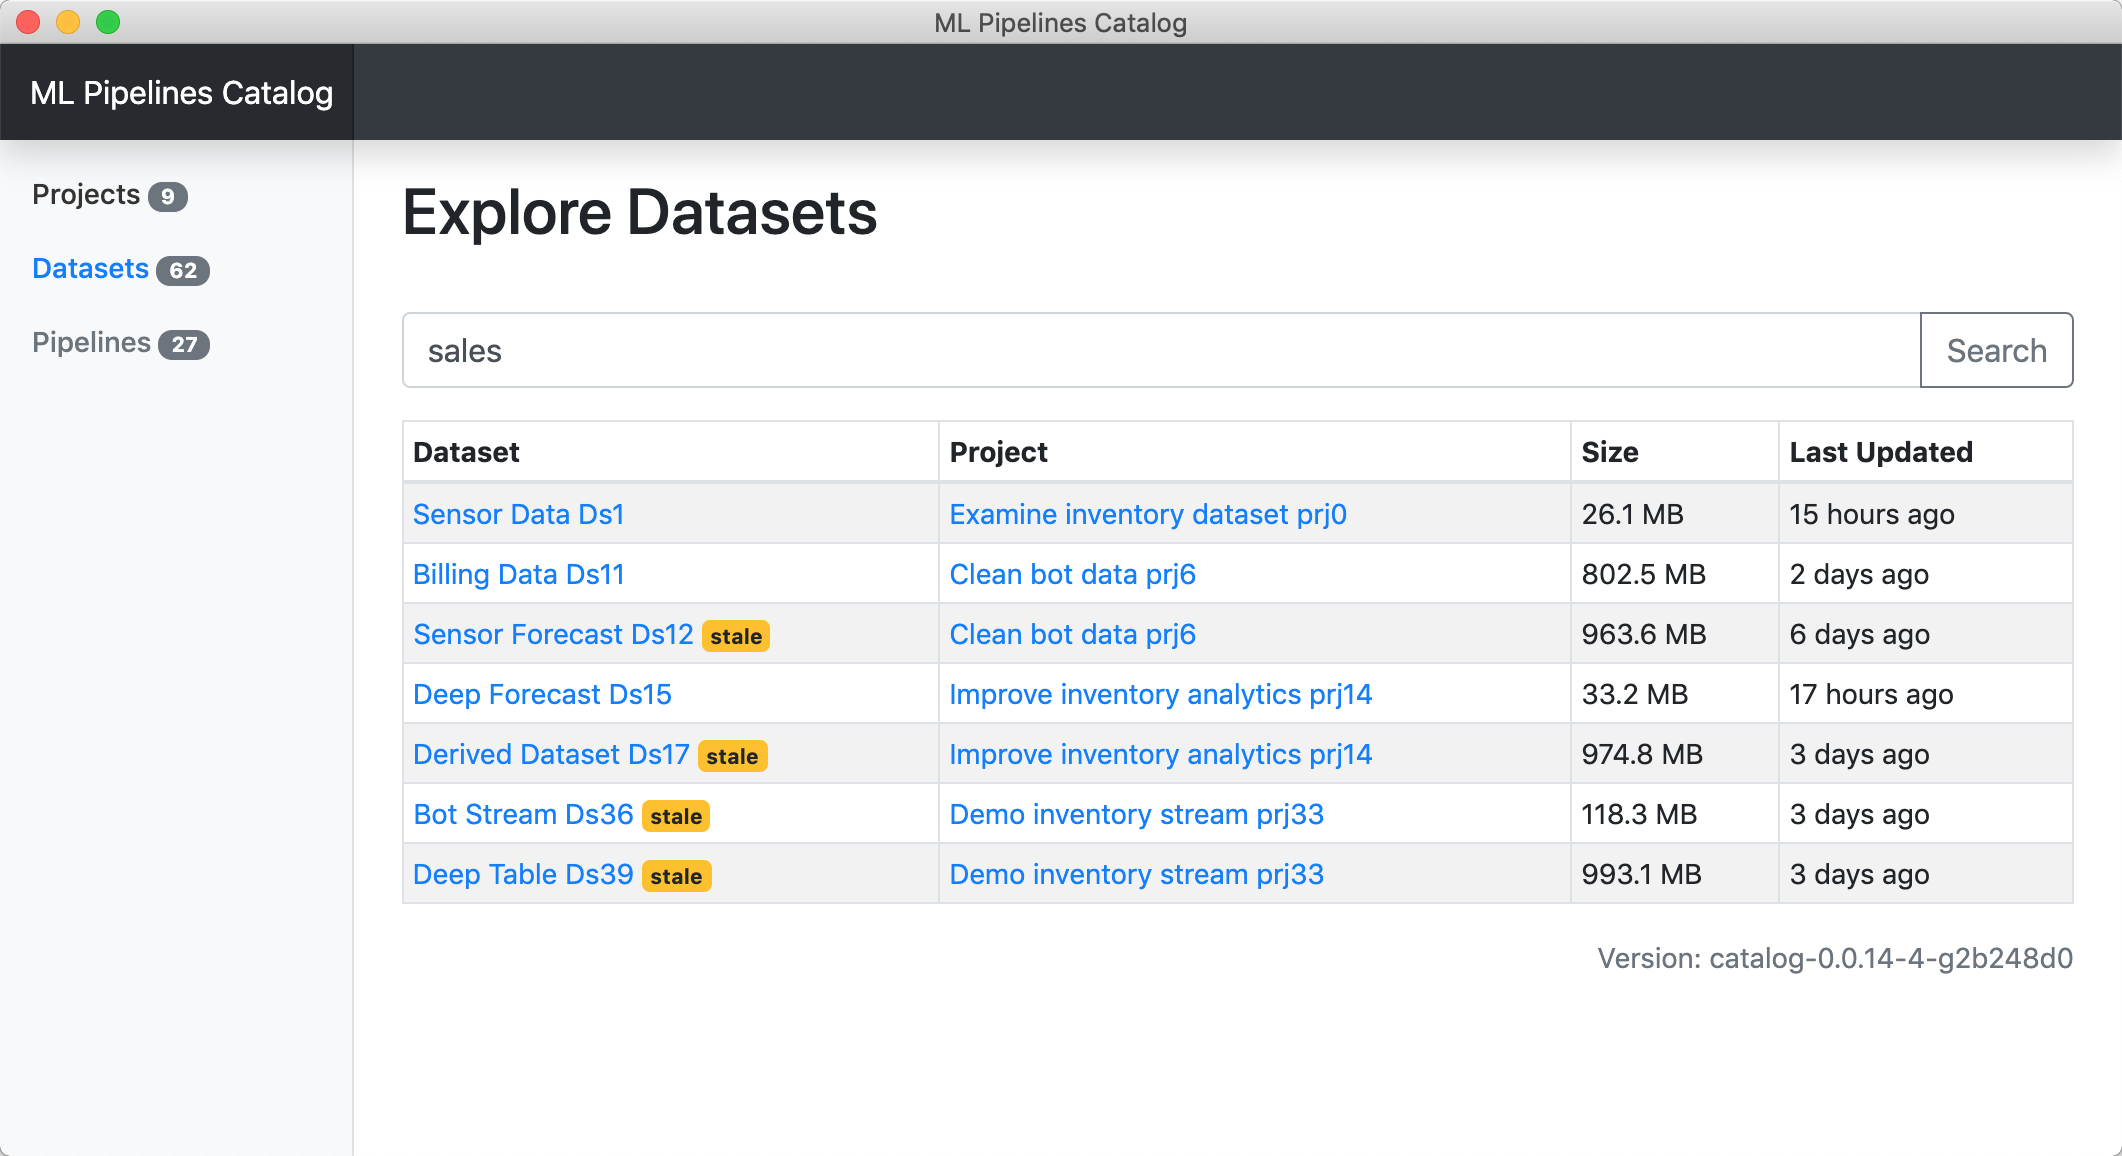 ML Pipelines Catalog
ML Pipelines Catalog
Projects 9
Datasets 62
Pipelines 27
Explore Datasets
sales Search
Dataset Project Size Last Updated
Sensor Data Ds1 Examine inventory dataset prj0 26.1 MB 15 hours ago
Billing Data Ds11 Clean bot data prj6 802.5 MB 2 days ago
Sensor Forecast Ds12 stale Clean bot data prj6 963.6 MB 6 days ago
Deep Forecast Ds15 Improve inventory analytics prj14 33.2 MB 17 hours ago
Derived Dataset Ds17 stale Improve inventory analytics prj14 974.8 MB 3 days ago
Bot Stream Ds36 stale Demo inventory stream prj33 118.3 MB 3 days ago
Deep Table Ds39 stale Demo inventory stream prj33 993.1 MB 3 days ago
Version: catalog-0.0.14-4-g2b248d0